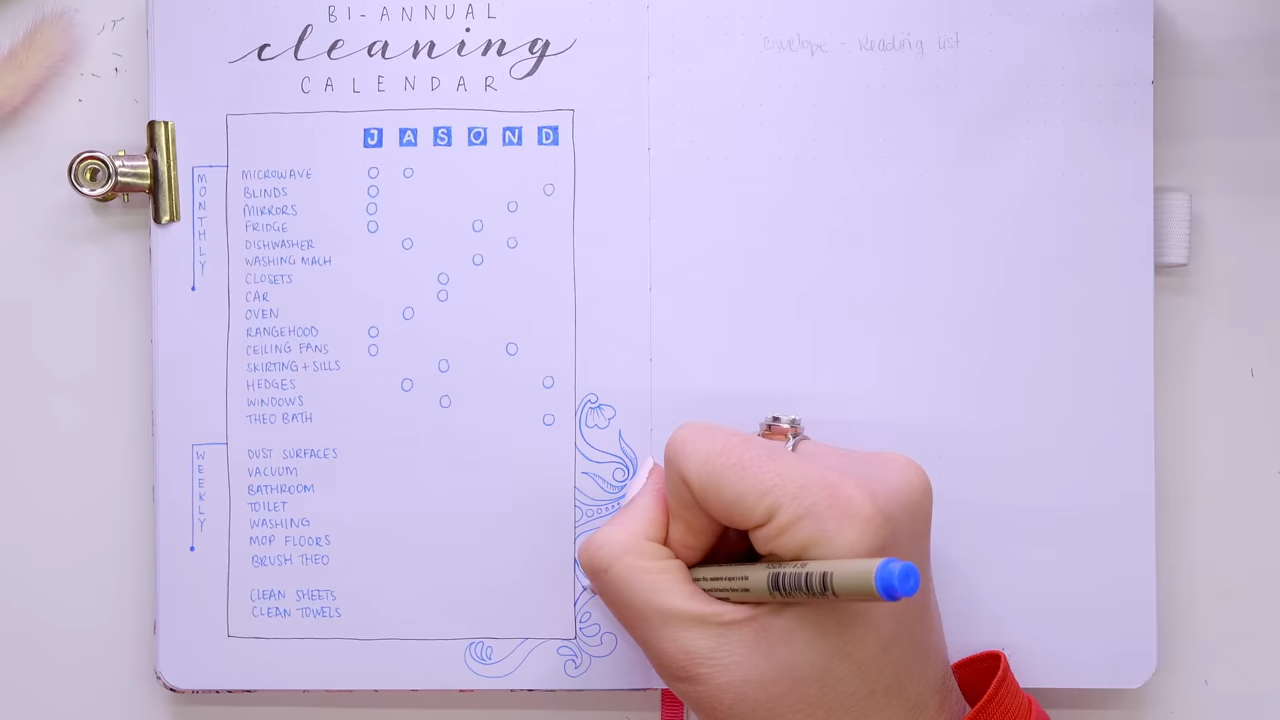 BI-ANNUAL
cleaning
CALENDAR
J A S O N D
MONTHLY
MICROWAVE
BLINDS
MIRRORS
FRIDGE
DISHWASHER
WASHING MACH
CLOSETS
CAR
OVEN
RANGEHOOD
CEILING FANS
SKIRTING + SILLS
HEDGES
WINDOWS
THEO BATH
WEEKLY
DUST SURFACES
VACUUM
BATHROOM
TOILET
WASHING
MOP FLOORS
BRUSH THEO
CLEAN SHEETS
CLEAN TOWELS
envelope - Reading list